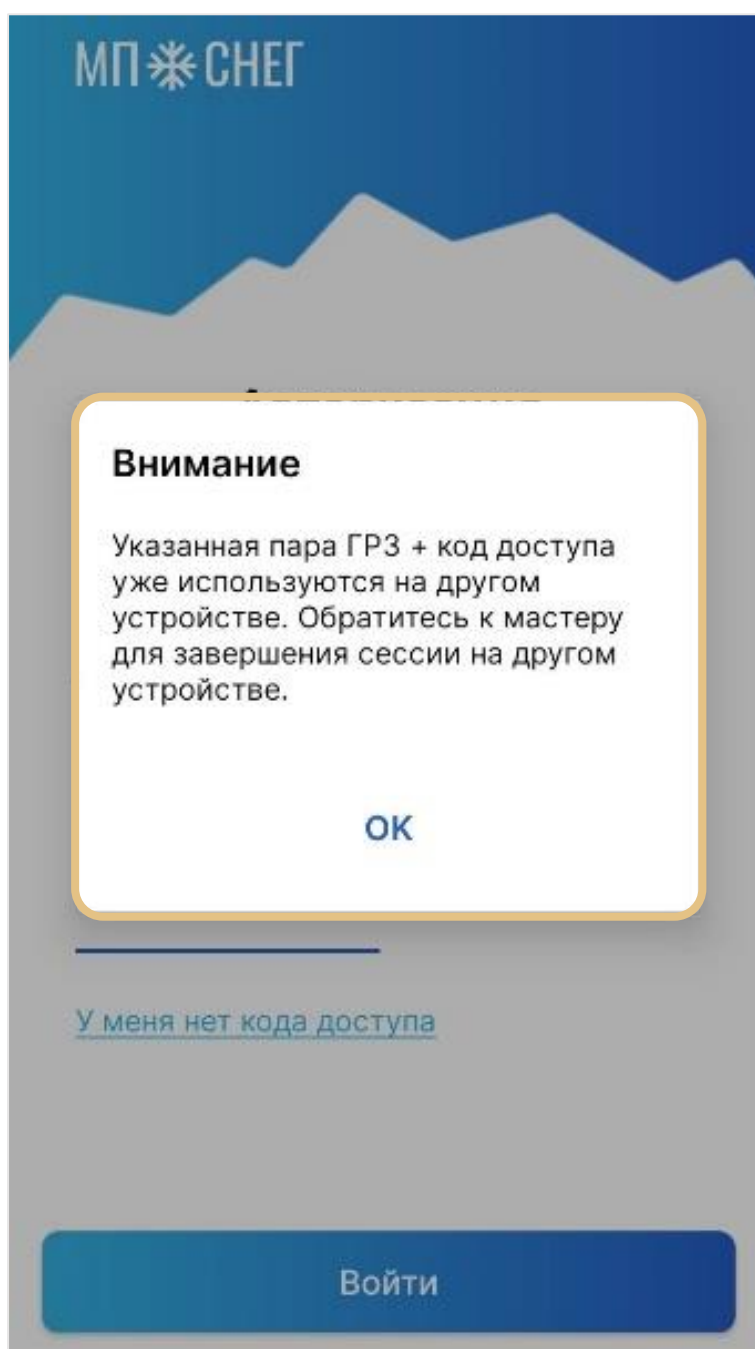 МП СНЕГ
Внимание
Указанная пара ГРЗ + код доступа
уже используются на другом
устройстве. Обратитесь к мастеру
для завершения сессии на другом
устройстве.
OK
У меня нет кода доступа
Войти